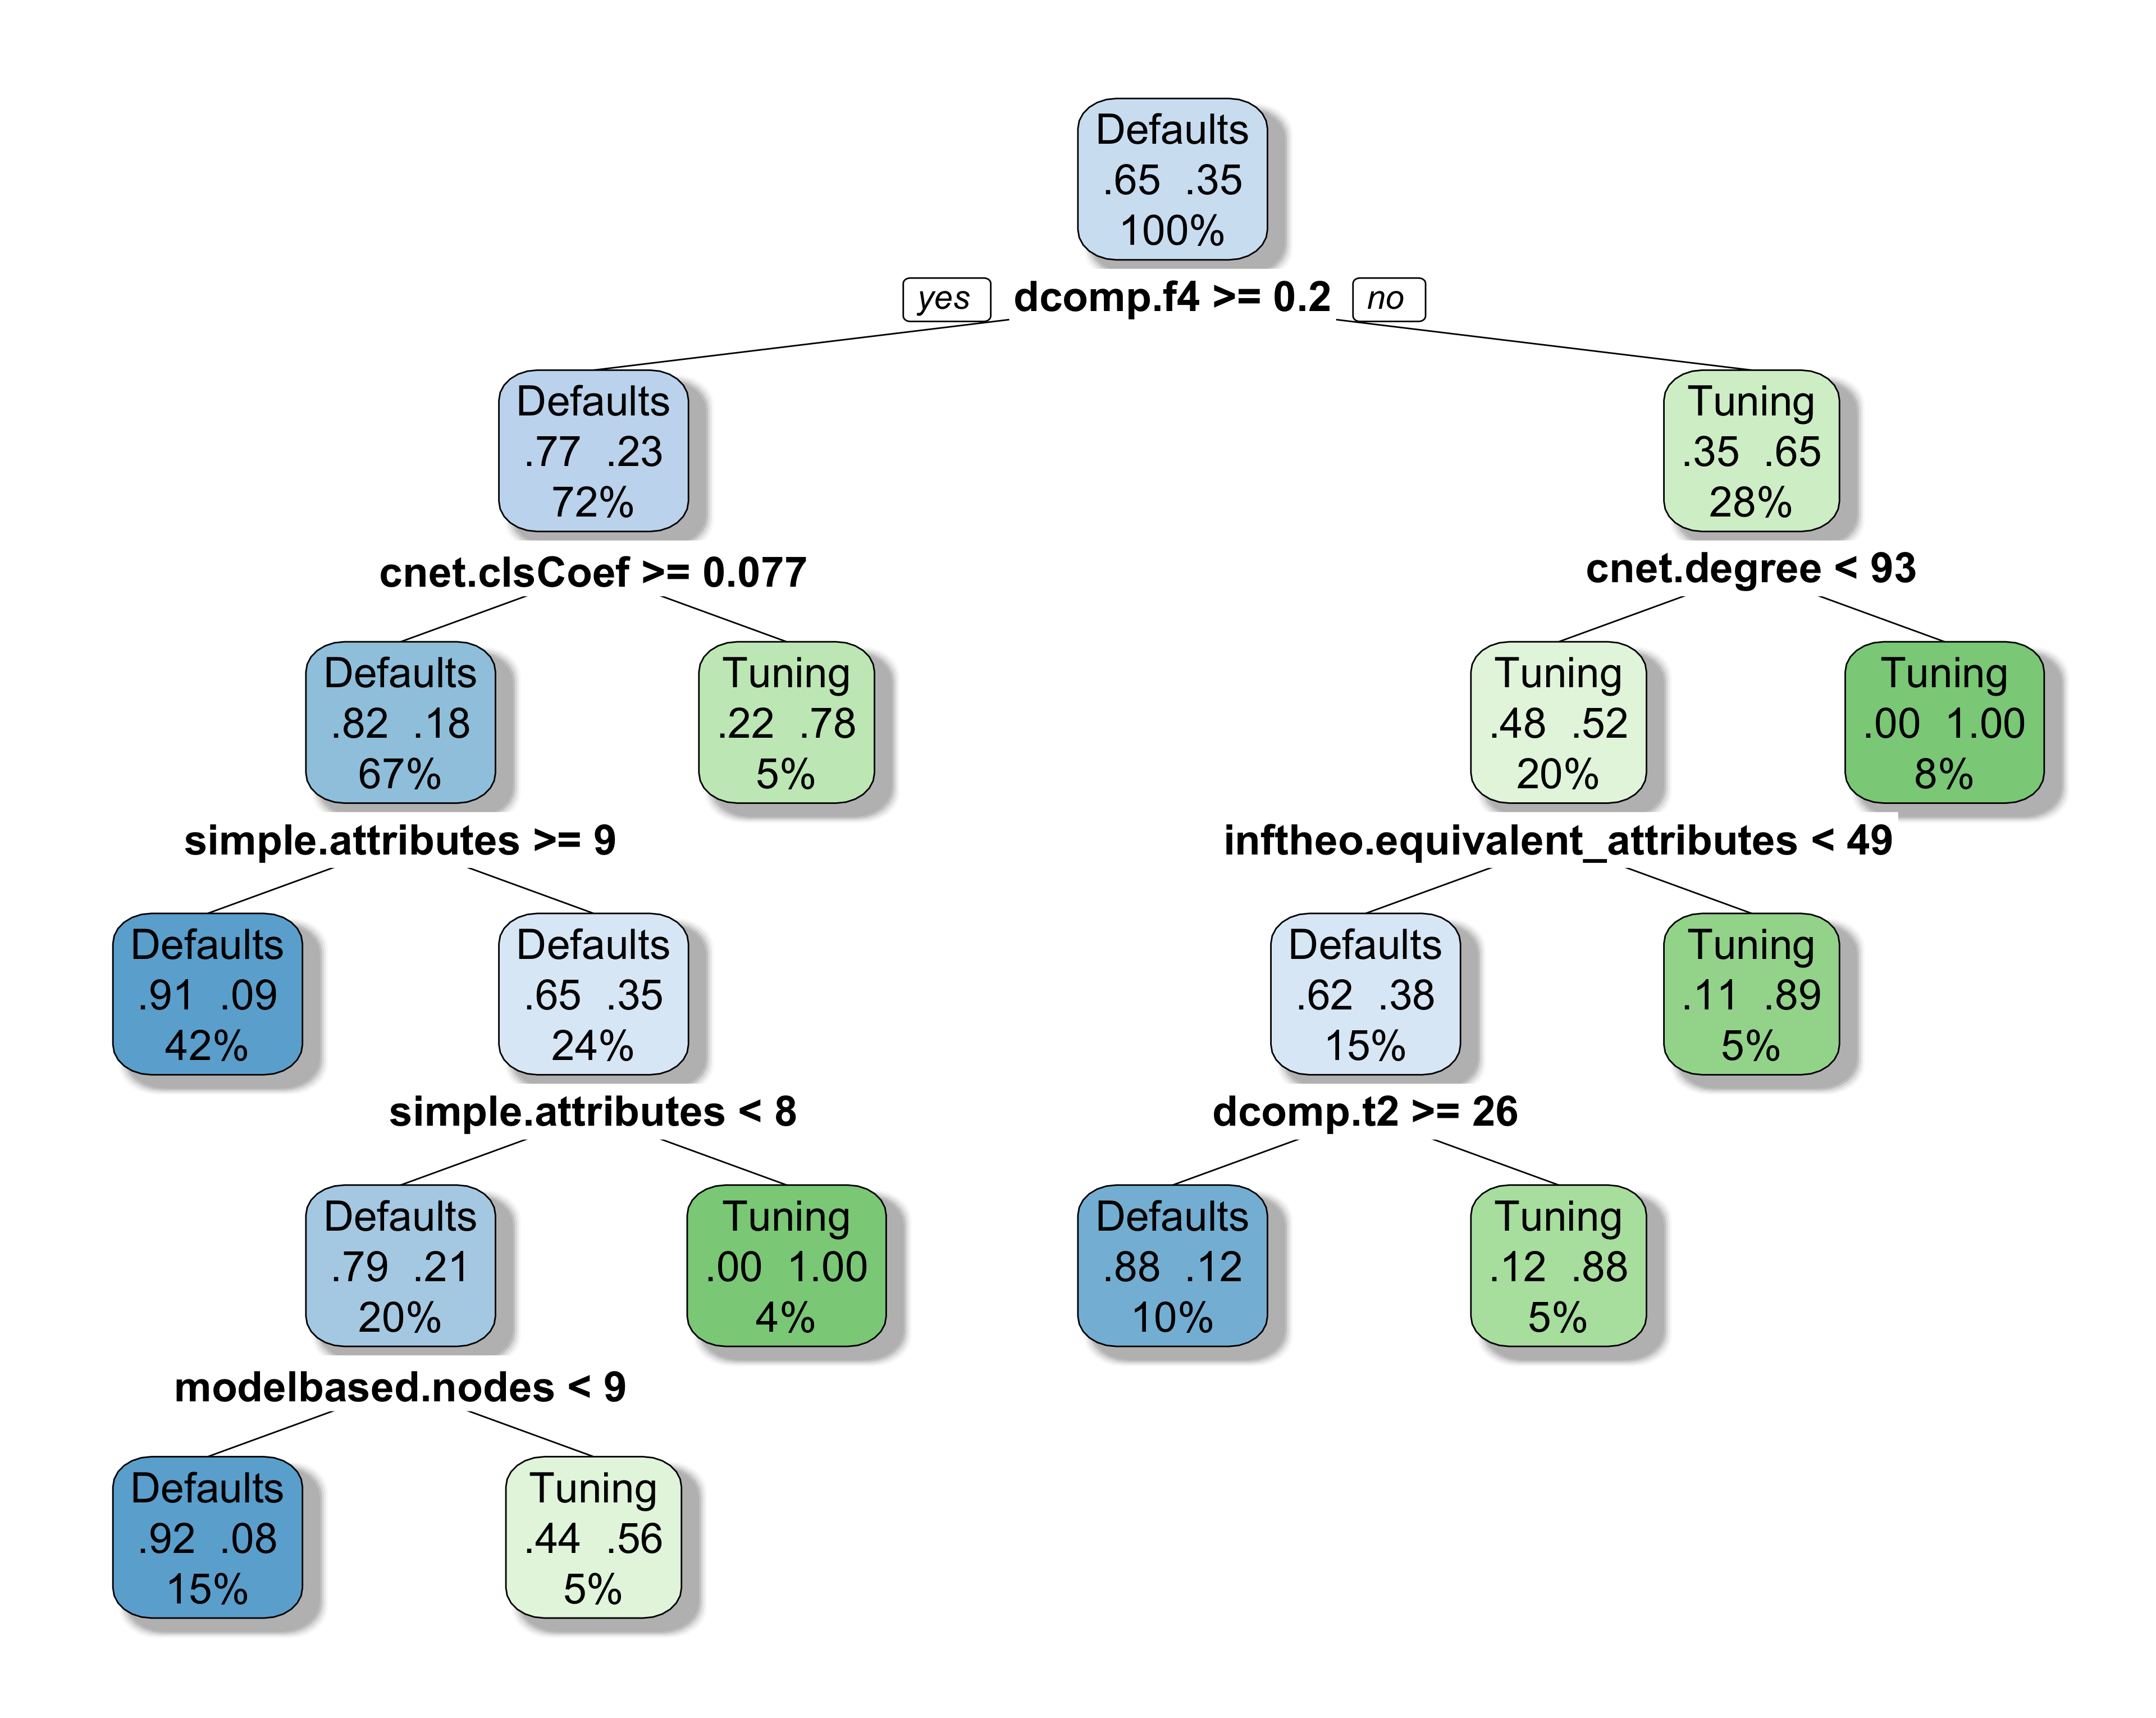 Defaults
.65 .35
100%
yes dcomp.f4 >= 0.2 no
Defaults
.77 .23
72%
Tuning
.35 .65
28%
cnet.clsCoef >= 0.077
cnet.degree < 93
Defaults
.82 .18
67%
Tuning
.22 .78
5%
Tuning
.48 .52
20%
Tuning
.00 1.00
8%
simple.attributes >= 9
inftheo.equivalent_attributes < 49
Defaults
.91 .09
42%
Defaults
.65 .35
24%
Defaults
.62 .38
15%
Tuning
.11 .89
5%
simple.attributes < 8
dcomp.t2 >= 26
Defaults
.79 .21
20%
Tuning
.00 1.00
4%
Defaults
.88 .12
10%
Tuning
.12 .88
5%
modelbased.nodes < 9
Defaults
.92 .08
15%
Tuning
.44 .56
5%